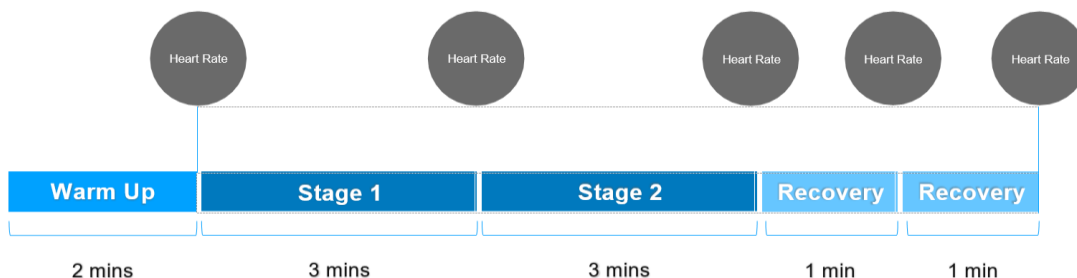 Heart Rate Heart Rate Heart Rate Heart Rate Heart Rate
Warm Up Stage 1 Stage 2 Recovery Recovery
2 mins 3 mins 3 mins 1 min 1 min